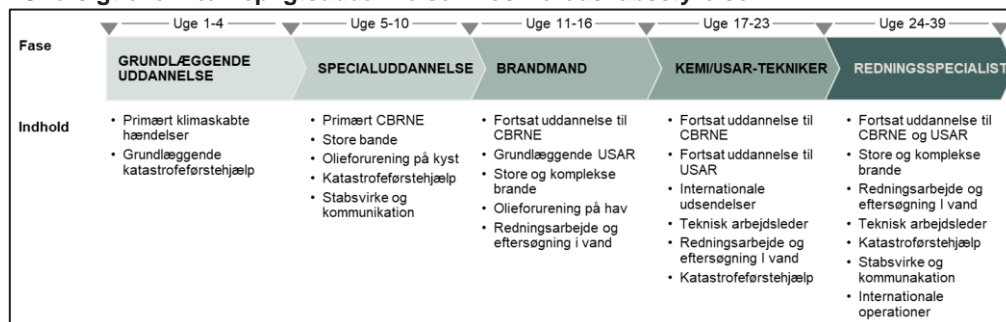 Uge 1-4
Uge 5-10
Uge 11-16
Uge 17-23
Uge 24-39
Fase
GRUNDLÆGGENDE
UDDANNELSE
SPECIALUDDANNELSE
BRANDMAND
KEMI/USAR-TEKNIKER
REDNINGSSPECIALIST
Indhold
• Primært klimaskabte
hændelser
• Grundlæggende
katastrofeførstehjælp
• Primært CBRNE
• Store bande
• Olieforurening på kyst
• Katastrofeførstehjælp
• Stabsvirke og
kommunikation
• Fortsat uddannelse til
CBRNE
• Grundlæggende USAR
• Store og komplekse
brande
• Olieforurening på hav
• Redningsarbejde og
eftersøgning i vand
• Fortsat uddannelse til
CBRNE
• Fortsat uddannelse til
USAR
• Internationale
udsendelser
• Teknisk arbejdsleder
• Redningsarbejde og
eftersøgning I vand
• Katastrofeførstehjælp
• Fortsat uddannelse til
CBRNE og USAR
• Store og komplekse
brande
• Redningsarbejde og
eftersøgning I vand
• Teknisk arbejdsleder
• Katastroførstehjælp
• Stabsvirke og
kommunakation
• Internationale
operationer